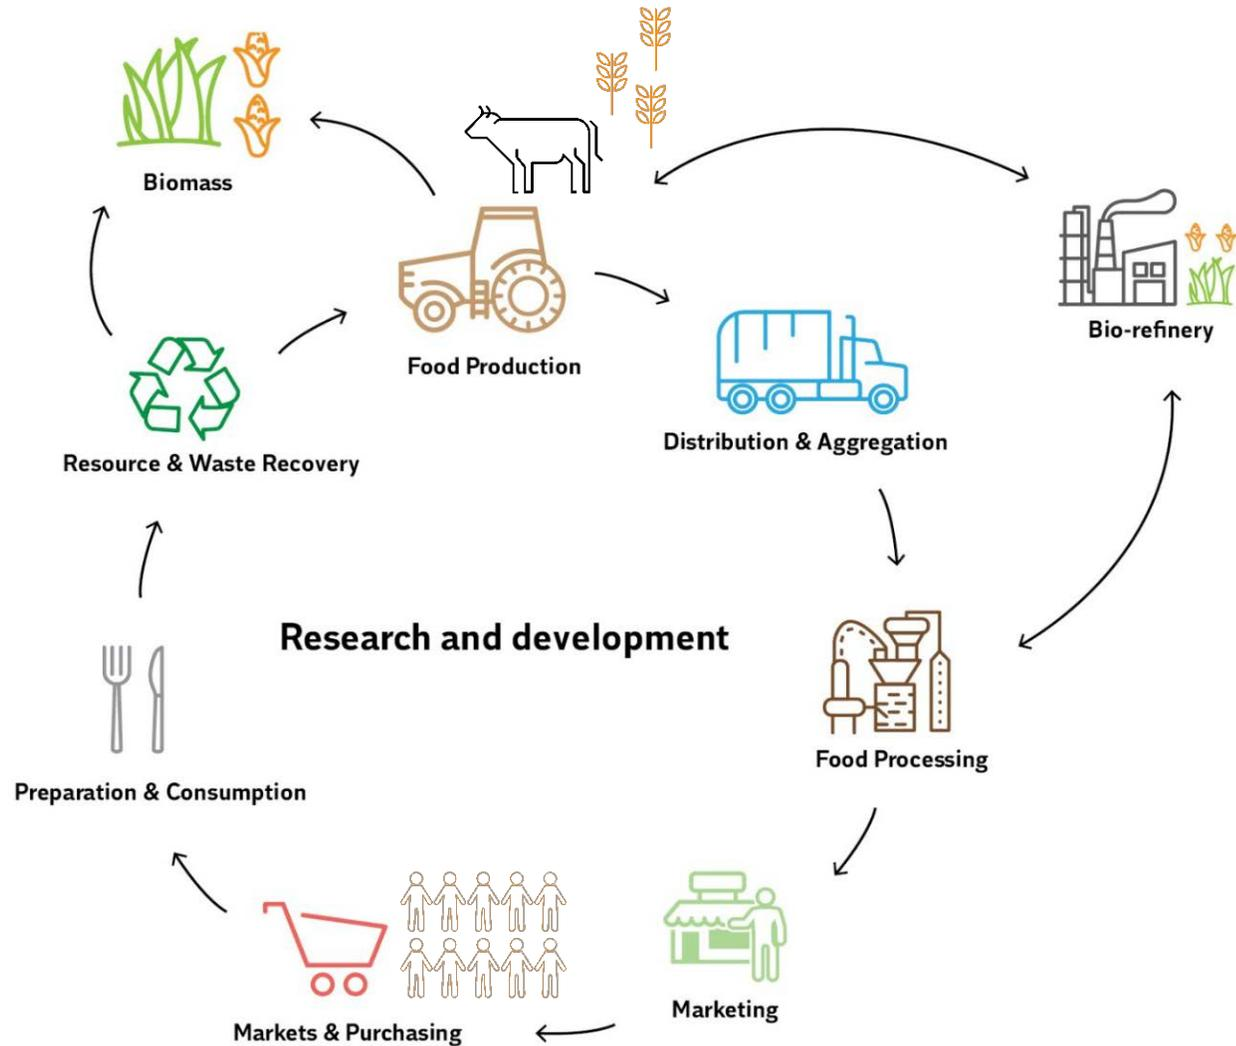 Biomass
Food Production
Bio-refinery
Distribution & Aggregation
Resource & Waste Recovery
Research and development
Food Processing
Preparation & Consumption
Marketing
Markets & Purchasing